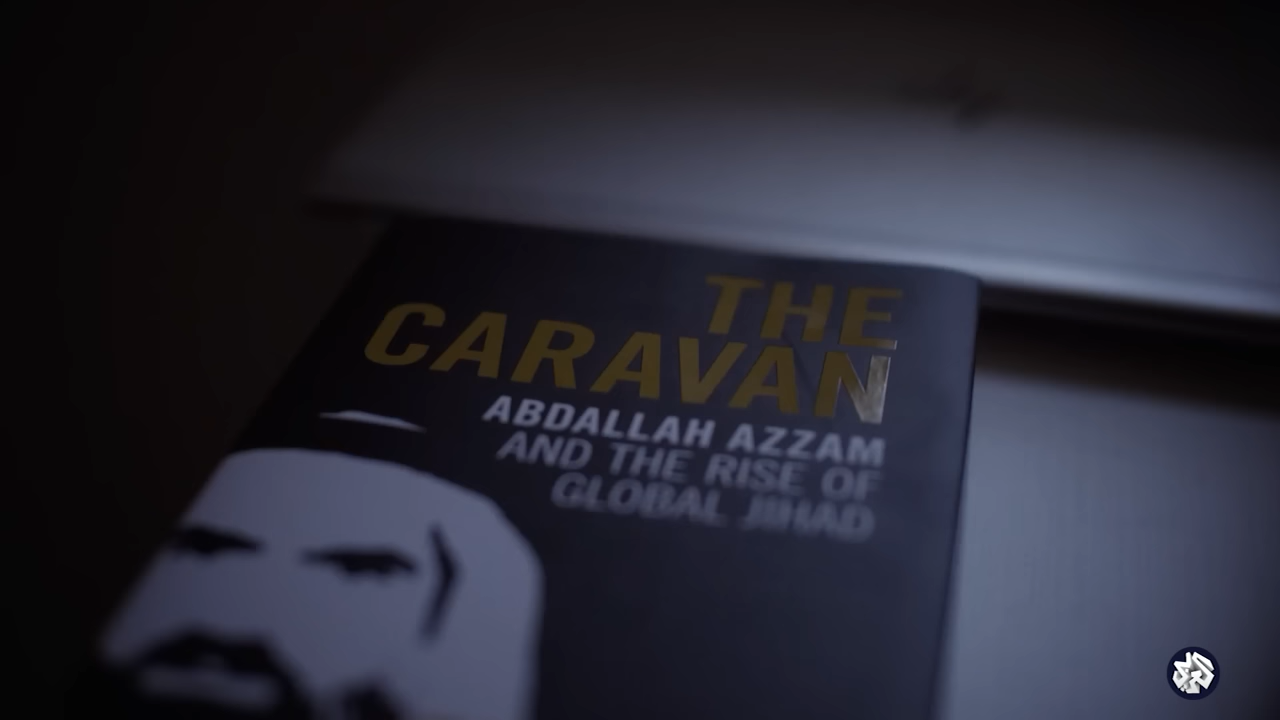 THE
CARAVAN
ABDALLAH AZZAM
AND THE RISE OF
GLOBAL JIHAD